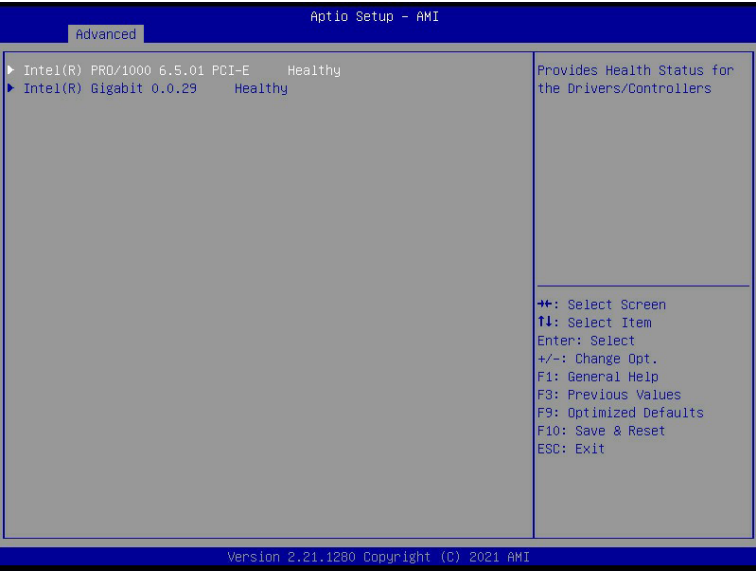 Aptio Setup – AMI
Advanced
▶ Intel(R) PRO/1000 6.5.01 PCI-E Healthy
▶ Intel(R) Gigabit 0.0.29 Healthy
Provides Health Status for
the Drivers/Controllers
→←: Select Screen
↑↓: Select Item
Enter: Select
+/-: Change Opt.
F1: General Help
F3: Previous Values
F9: Optimized Defaults
F10: Save & Reset
ESC: Exit
Version 2.21.1280 Copyright (C) 2021 AMI